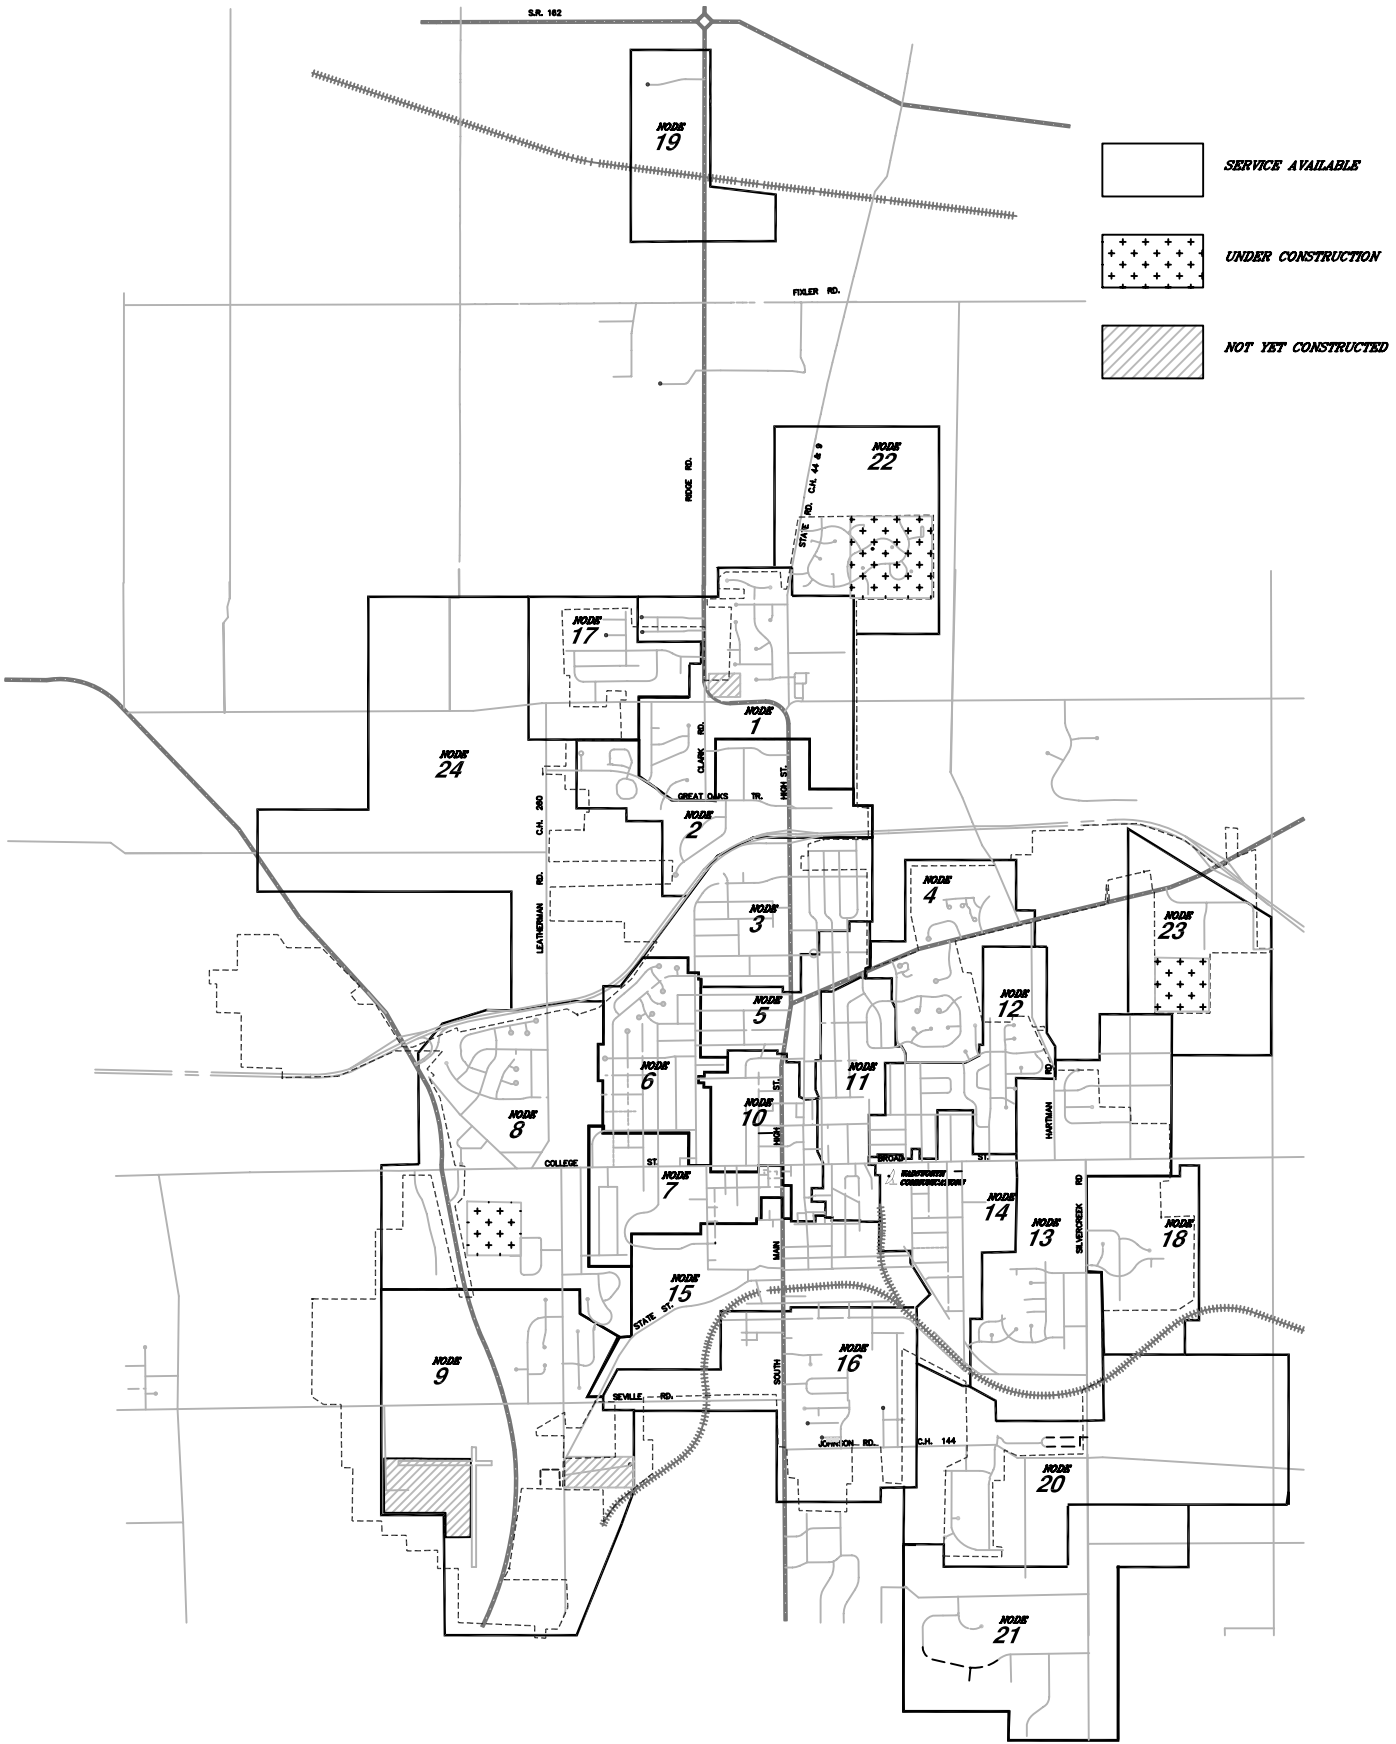 S.R. 162
NODE
19
SERVICE AVAILABLE
UNDER CONSTRUCTION
FIXLER RD.
NOT YET CONSTRUCTED
NODE
22
RIDGE RD.
STATE RD. C.H. 44 & 9
NODE
17
NODE
1
CLARK RD.
HIGH ST.
NODE
24
GREAT OAKS TR.
NODE
2
LEATHERMAN RD. C.H. 260
NODE
3
NODE
4
NODE
23
NODE
5
NODE
12
NODE
6
NODE
11
NODE
10
HIGH ST.
NODE
8
HARTMAN RD
COLLEGE ST.
BROAD ST.
WADSWORTH
COMMUNICATIONS
NODE
7
NODE
14
NODE
13
SILVERCREEK RD
NODE
18
MAIN
NODE
15
STATE ST.
NODE
16
SOUTH
NODE
9
SEVILLE RD.
JOHNSON RD. C.H. 144
NODE
20
NODE
21